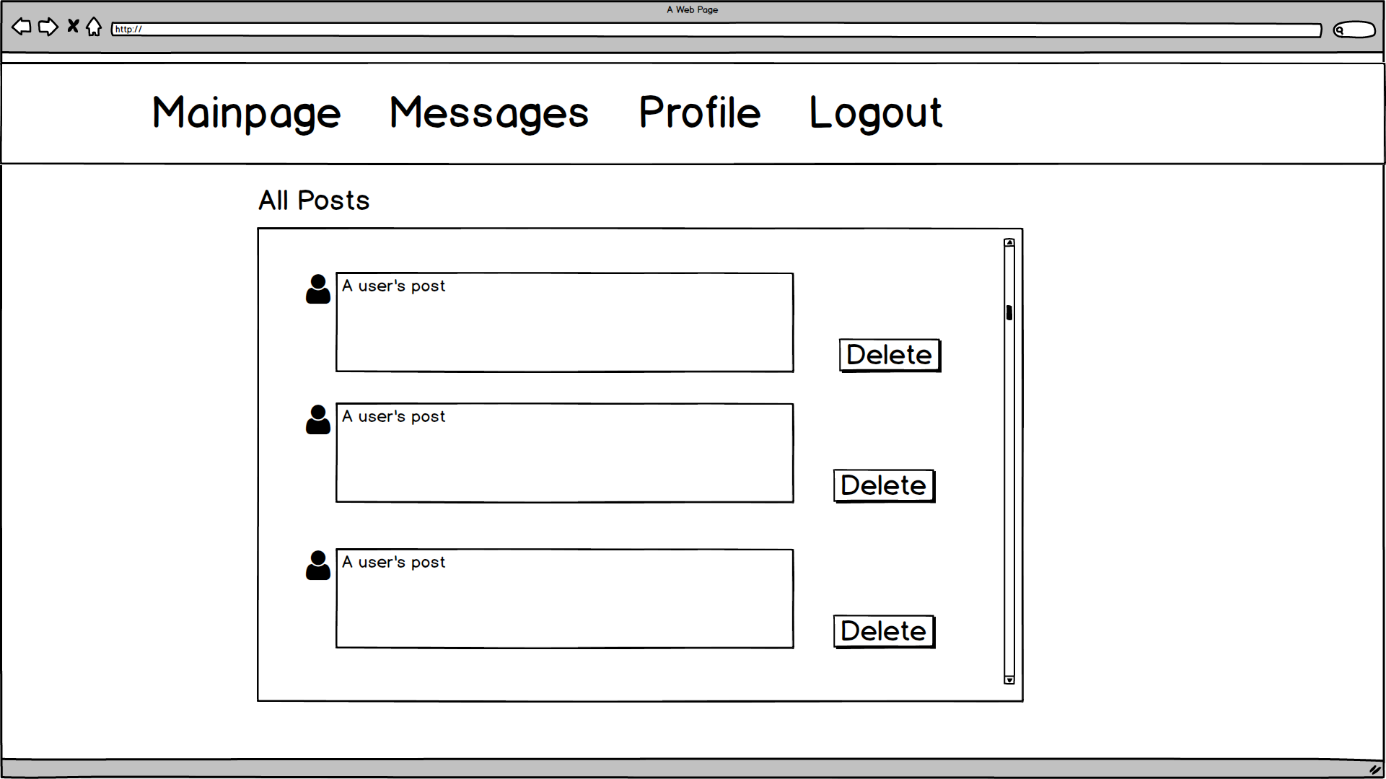 A Web Page
http://
Mainpage Messages Profile Logout
All Posts
A user's post
Delete
A user's post
Delete
A user's post
Delete